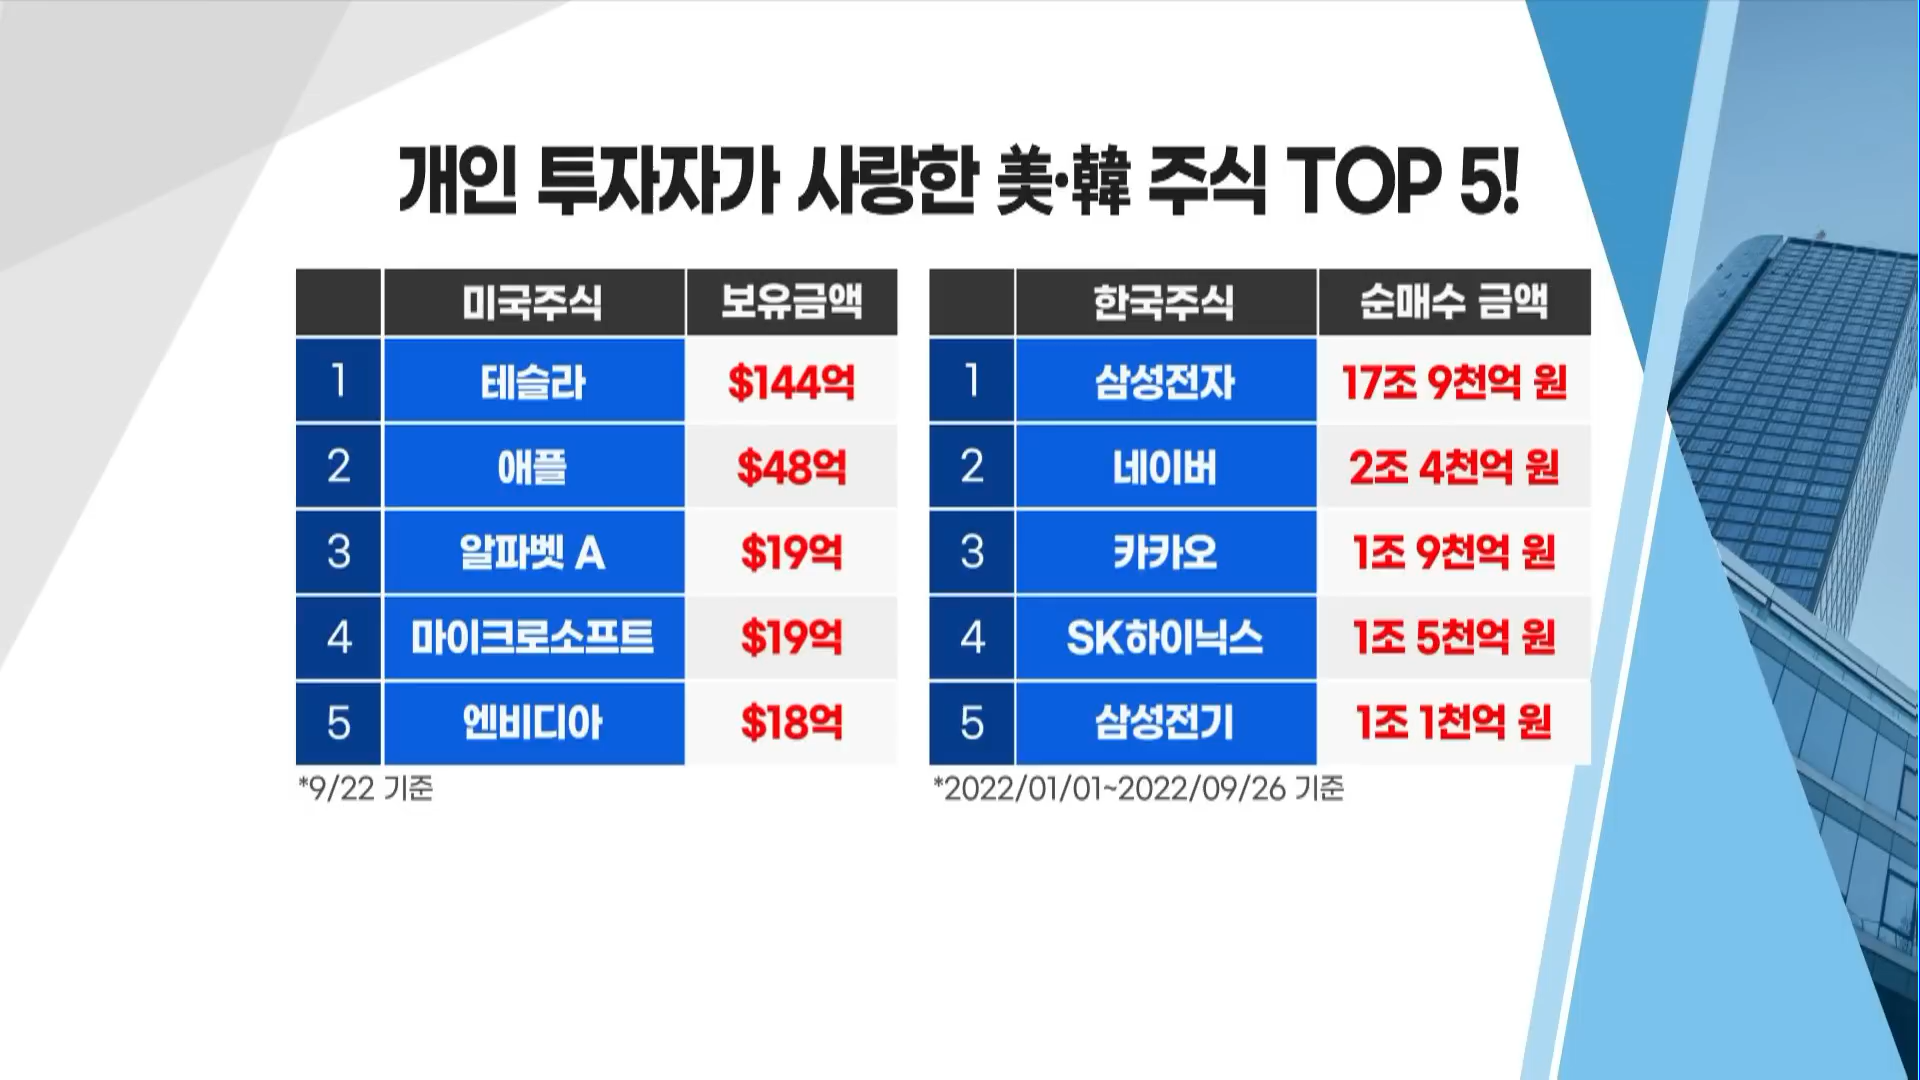 개인 투자자가 사랑한 美·韓 주식 TOP 5!
미국주식 보유금액
1 테슬라 $144억
2 애플 $48억
3 알파벳 A $19억
4 마이크로소프트 $19억
5 엔비디아 $18억
*9/22 기준
한국주식 순매수 금액
1 삼성전자 17조 9천억 원
2 네이버 2조 4천억 원
3 카카오 1조 9천억 원
4 SK하이닉스 1조 5천억 원
5 삼성전기 1조 1천억 원
*2022/01/01~2022/09/26 기준